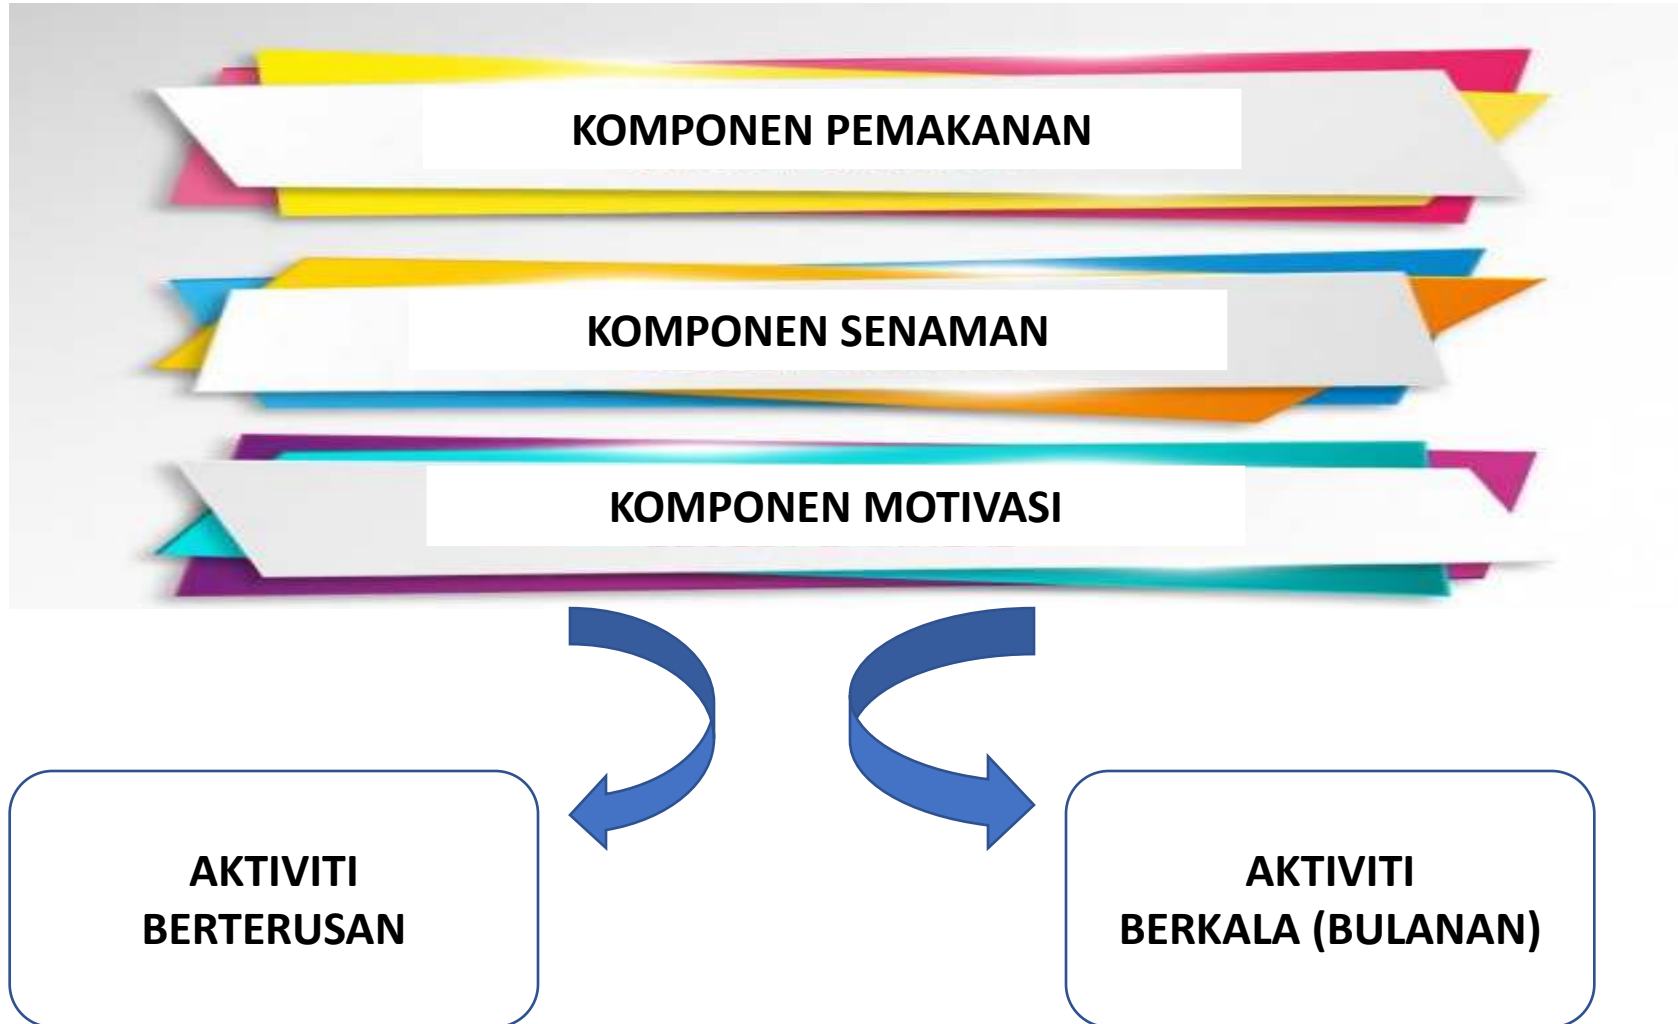 KOMPONEN PEMAKANAN
KOMPONEN SENAMAN
KOMPONEN MOTIVASI
AKTIVITI
BERTERUSAN
AKTIVITI
BERKALA (BULANAN)